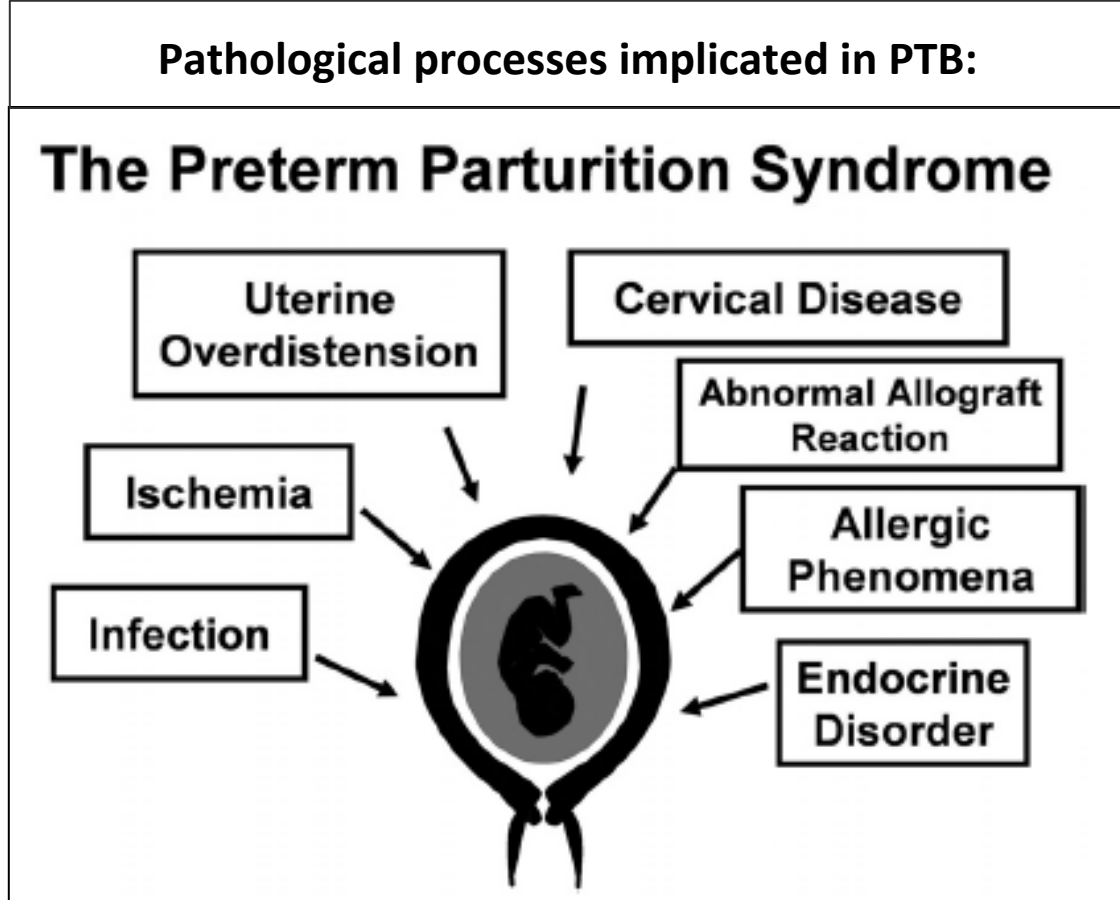 Pathological processes implicated in PTB:
The Preterm Parturition Syndrome
Uterine
Overdistension
Cervical Disease
Abnormal Allograft
Reaction
Ischemia
Allergic
Phenomena
Infection
Endocrine
Disorder